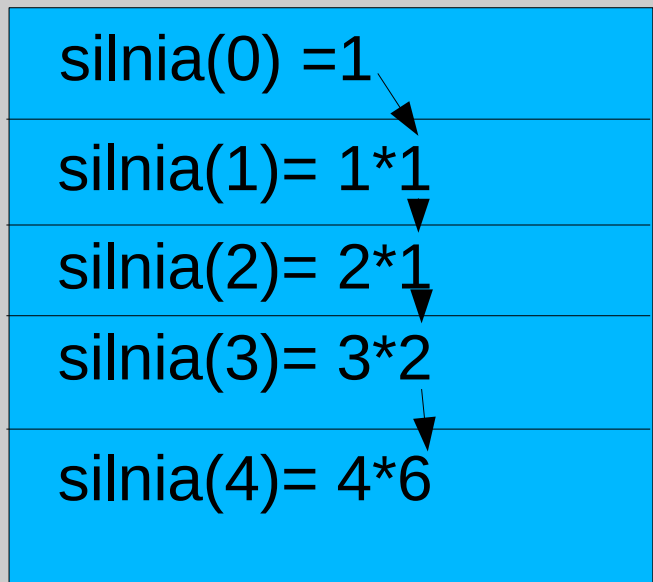 silnia(0) =1
silnia(1)= 1*1
silnia(2)= 2*1
silnia(3)= 3*2
silnia(4)= 4*6